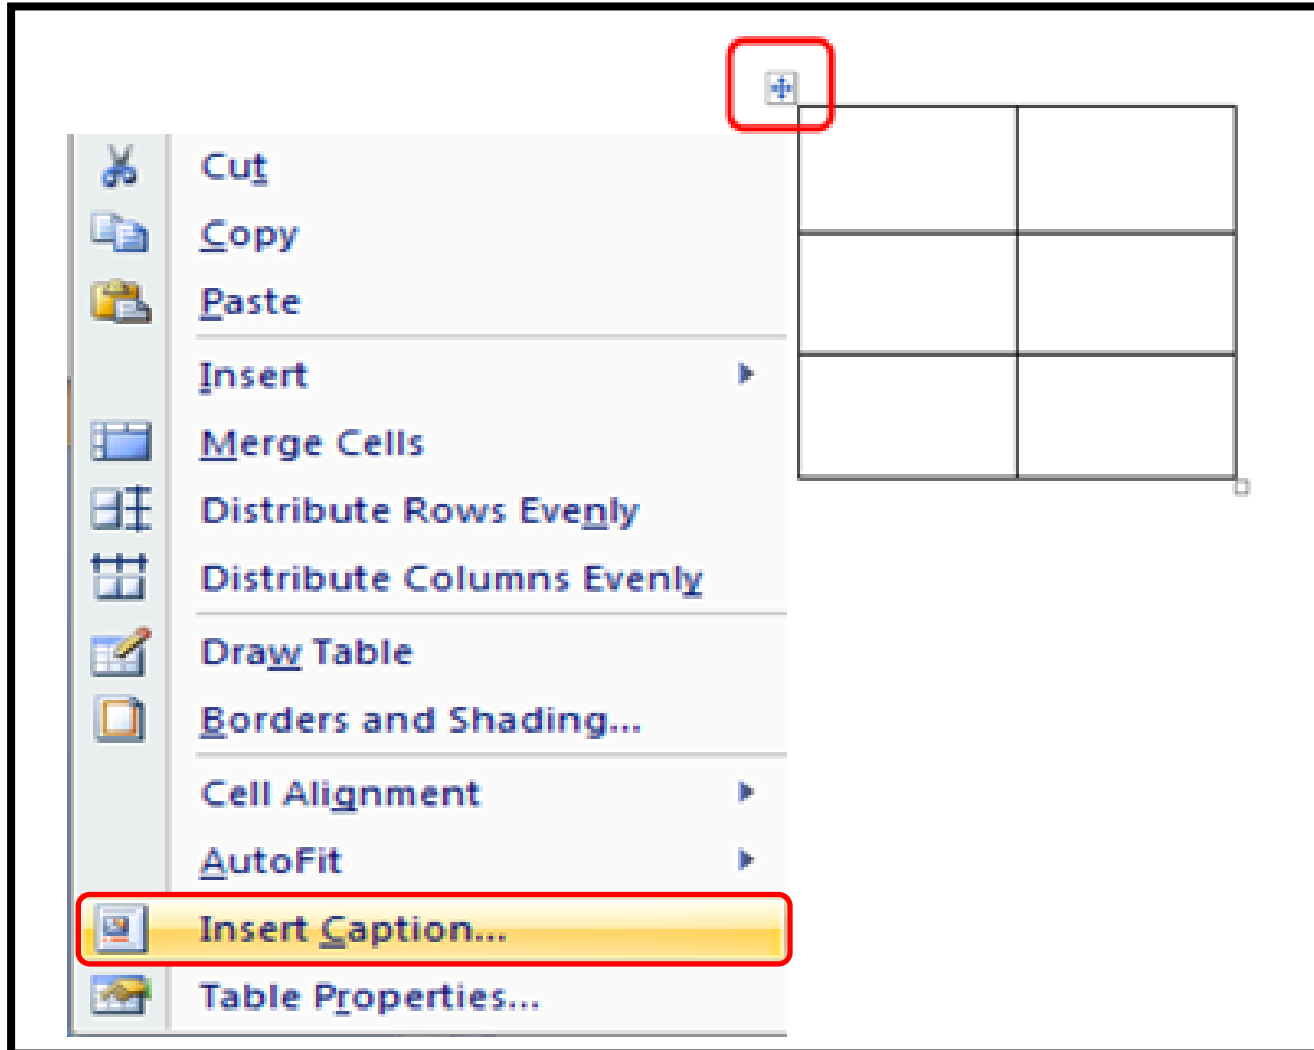 Cut
Copy
Paste
Insert
Merge Cells
Distribute Rows Evenly
Distribute Columns Evenly
Draw Table
Borders and Shading...
Cell Alignment
AutoFit
Insert Caption...
Table Properties...